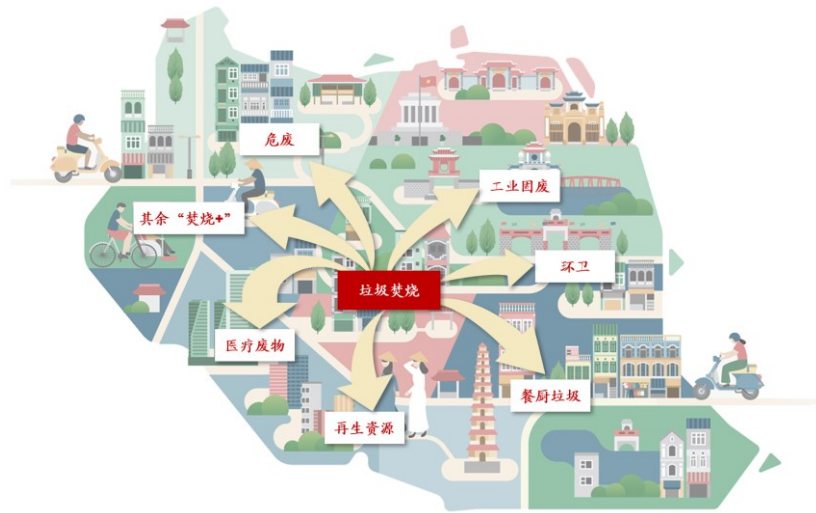 危废
工业固废
其余“焚烧+”
环卫
垃圾焚烧
医疗废物
餐厨垃圾
再生资源